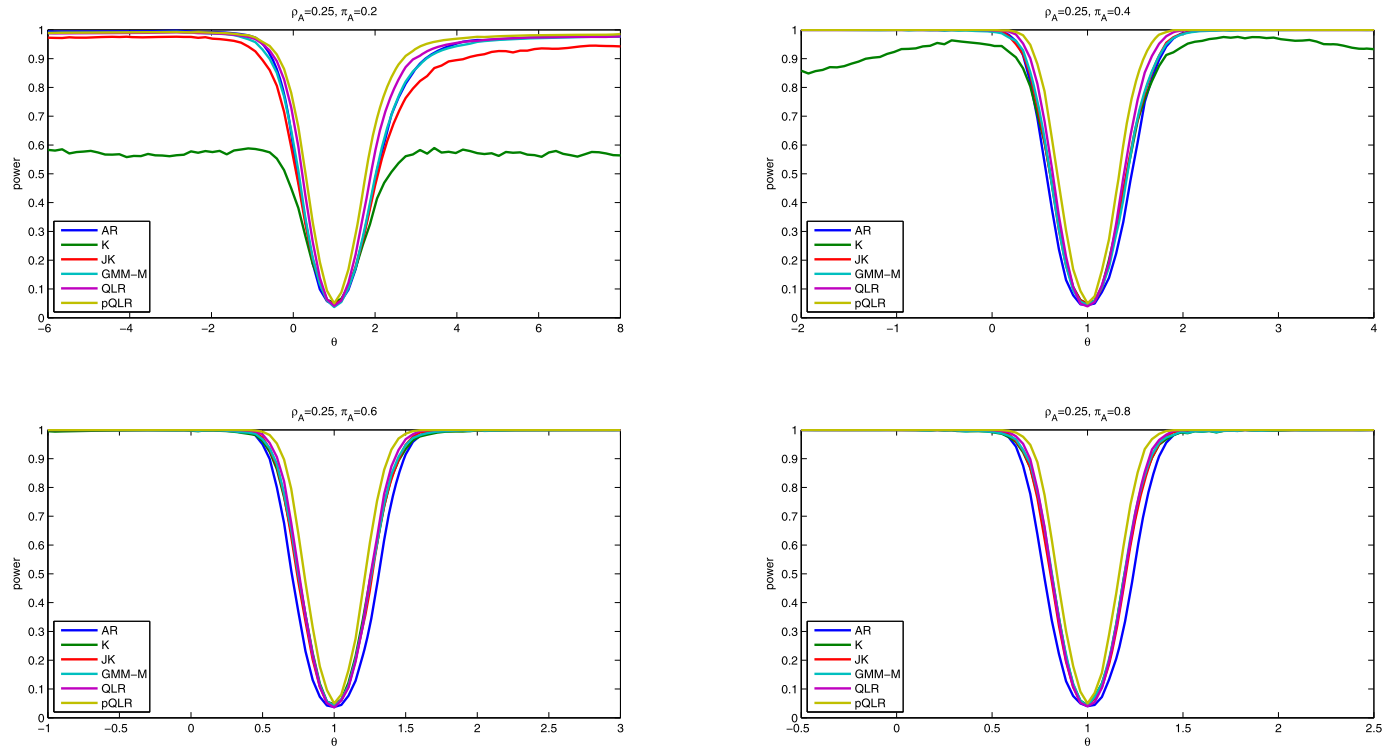 ρ_A=0.25, π_A=0.2
power
1
0.9
0.8
0.7
0.6
0.5
0.4
0.3
0.2
0.1
0
AR
K
JK
GMM−M
QLR
pQLR
−6 −4 −2 0 2 4 6 8
θ
ρ_A=0.25, π_A=0.4
power
1
0.9
0.8
0.7
0.6
0.5
0.4
0.3
0.2
0.1
0
AR
K
JK
GMM−M
QLR
pQLR
−2 −1 0 1 2 3 4
θ
ρ_A=0.25, π_A=0.6
power
1
0.9
0.8
0.7
0.6
0.5
0.4
0.3
0.2
0.1
0
AR
K
JK
GMM−M
QLR
pQLR
−1 −0.5 0 0.5 1 1.5 2 2.5 3
θ
ρ_A=0.25, π_A=0.8
power
1
0.9
0.8
0.7
0.6
0.5
0.4
0.3
0.2
0.1
0
AR
K
JK
GMM−M
QLR
pQLR
−0.5 0 0.5 1 1.5 2 2.5
θ